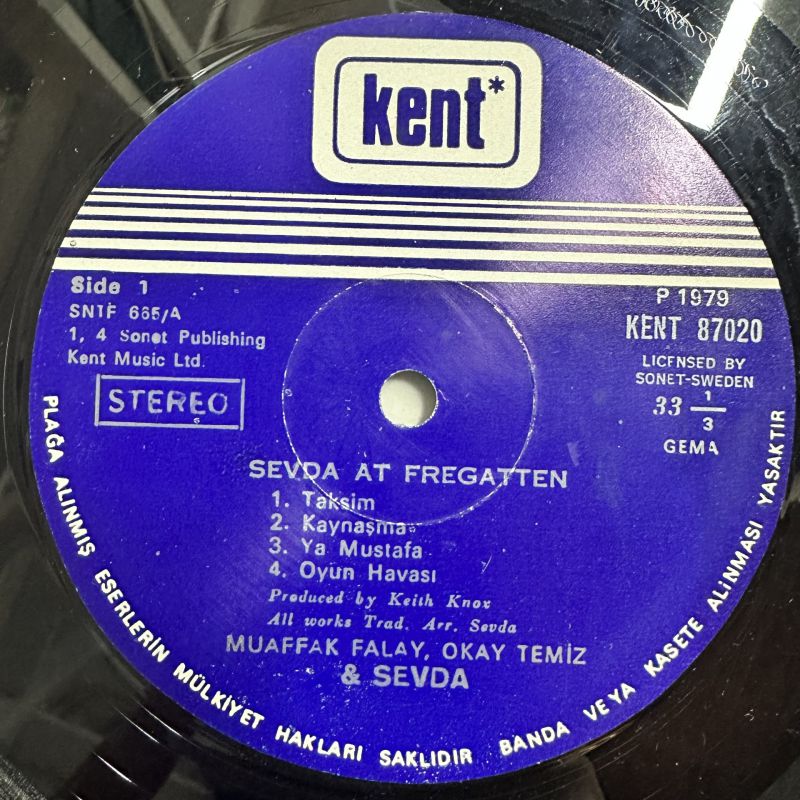 kent*
Side 1
SNTF 665/A
1, 4 Sonet Publishing
Kent Music Ltd.
STEREO
P 1979
KENT 87020
LICENSED BY
SONET-SWEDEN
33 1/3
GEMA
SEVDA AT FREGATTEN
1. Taksim
2. Kaynaşma
3. Ya Mustafa
4. Oyun Havası
Produced by Keith Knox
All works Trad. Arr. Sevda
MUAFFAK FALAY, OKAY TEMİZ
& SEVDA
PLAĞA ALINMIŞ ESERLERİN MÜLKİYET HAKLARI SAKLIDIR BANDA VEYA KASETE ALINMASI YASAKTIR